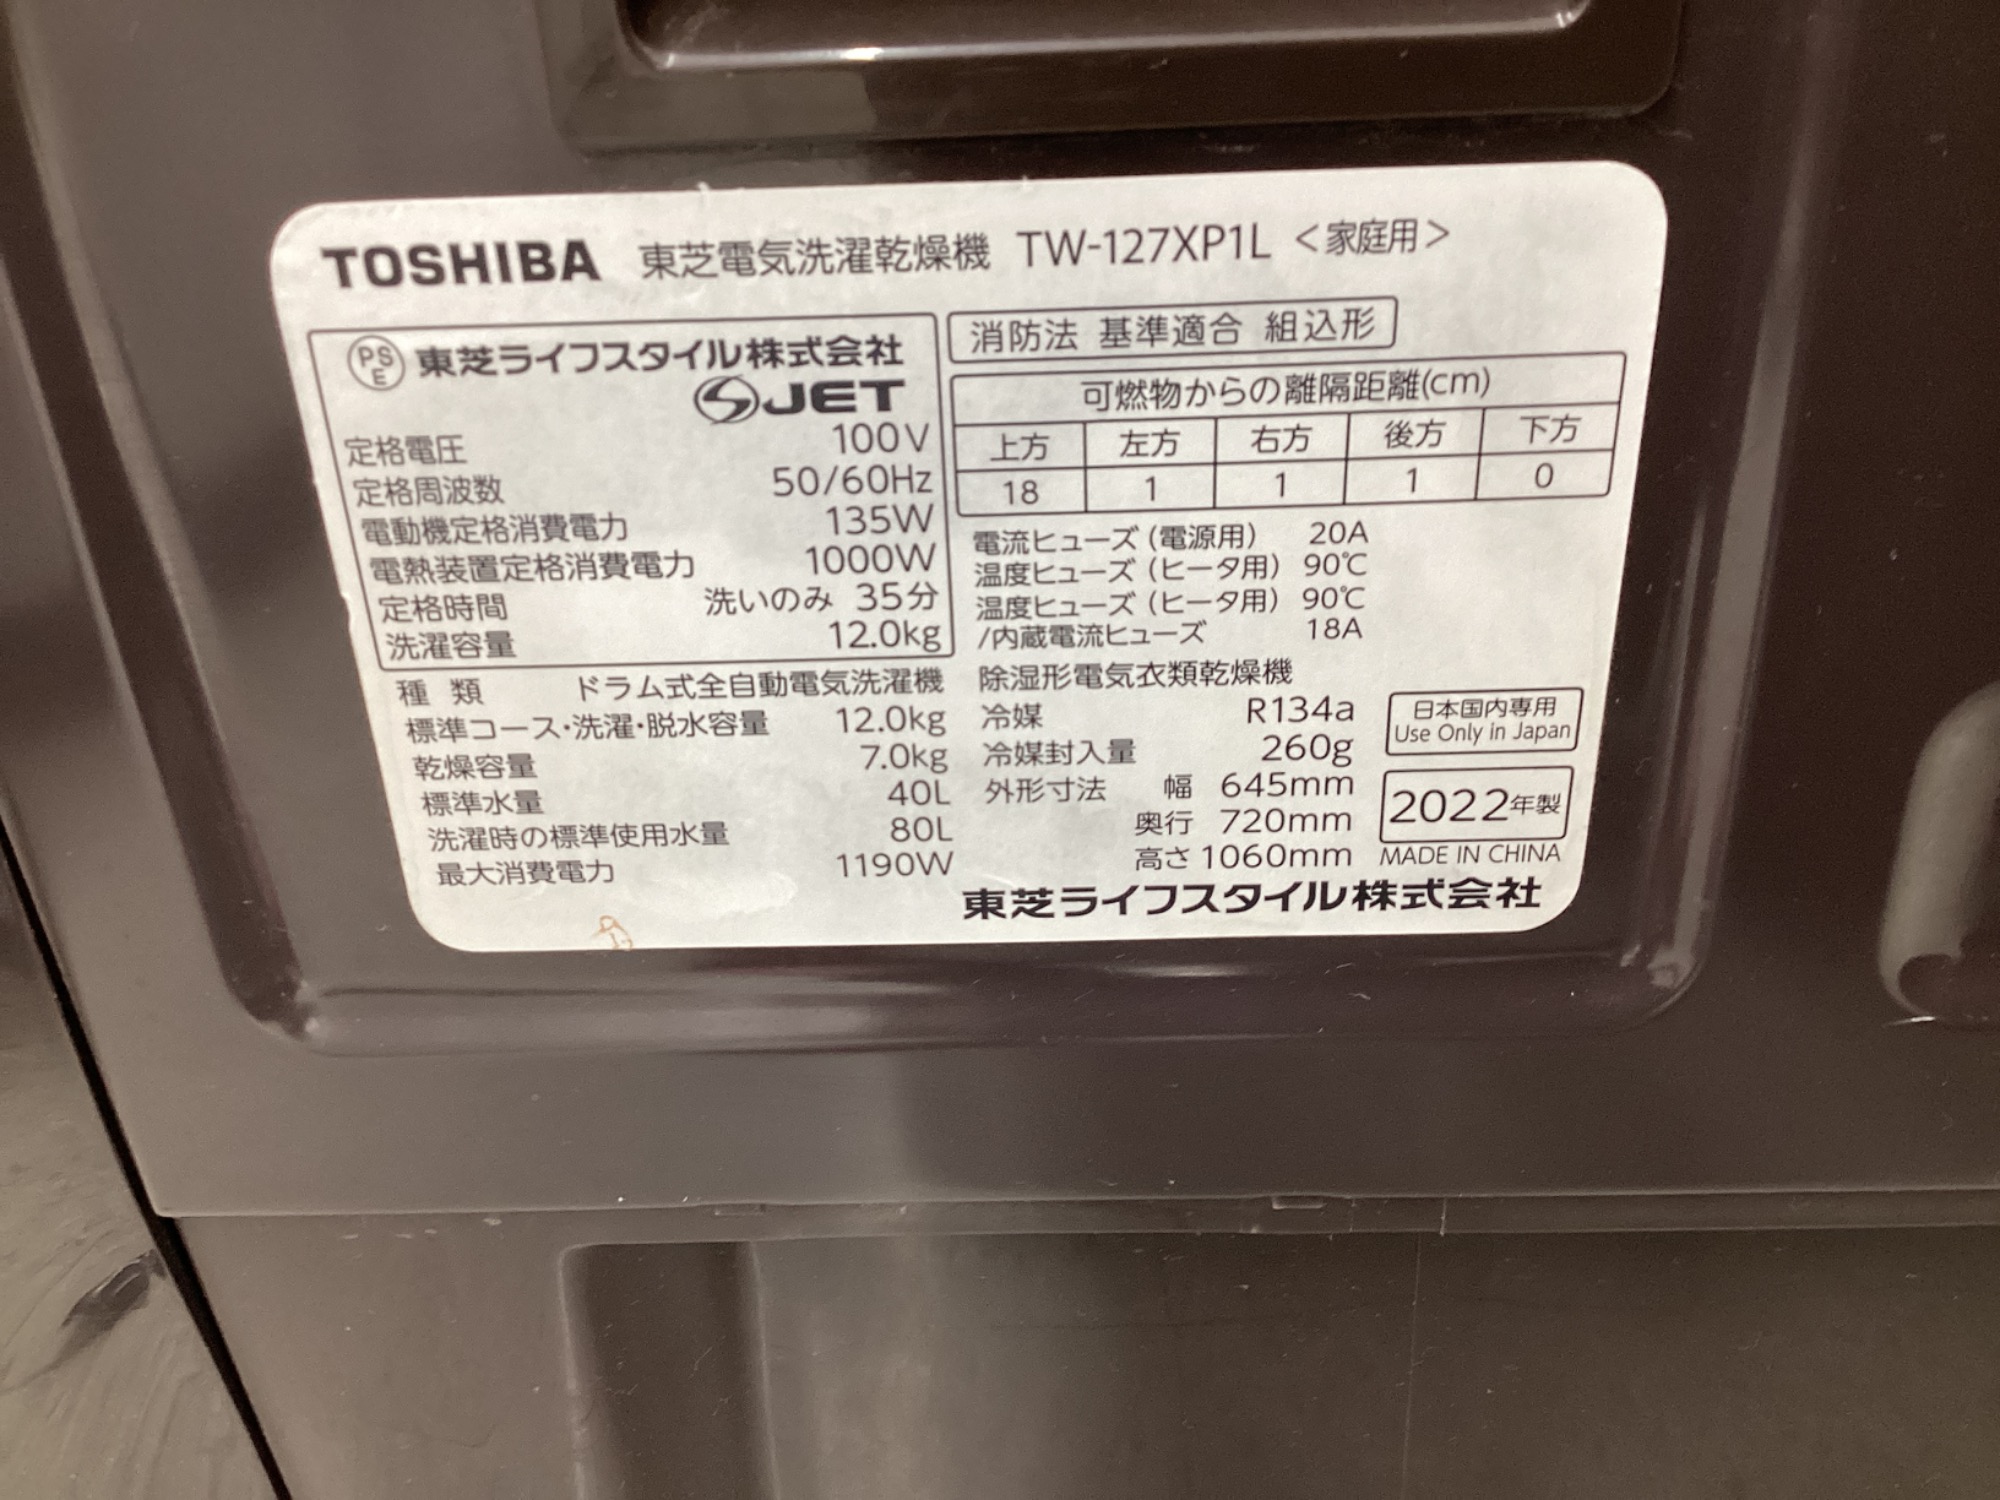 TOSHIBA 東芝電気洗濯乾燥機 TW-127XP1L <家庭用>
PSE 東芝ライフスタイル株式会社
JET
定格電圧 100V
定格周波数 50/60Hz
電動機定格消費電力 135W
電熱装置定格消費電力 1000W
定格時間 洗いのみ 35分
洗濯容量 12.0kg
種類 ドラム式全自動電気洗濯機
標準コース・洗濯・脱水容量 12.0kg
乾燥容量 7.0kg
標準水量 40L
洗濯時の標準使用水量 80L
最大消費電力 1190W
消防法 基準適合 組込形
可燃物からの離隔距離(cm)
上方 左方 右方 後方 下方
18 1 1 1 0
電流ヒューズ (電源用) 20A
温度ヒューズ (ヒータ用) 90℃
温度ヒューズ (ヒータ用) 90℃
/内蔵電流ヒューズ 18A
除湿形電気衣類乾燥機
冷媒 R134a
冷媒封入量 260g
外形寸法 幅 645mm
奥行 720mm
高さ 1060mm
日本国内専用
Use Only in Japan
2022年製
MADE IN CHINA
東芝ライフスタイル株式会社